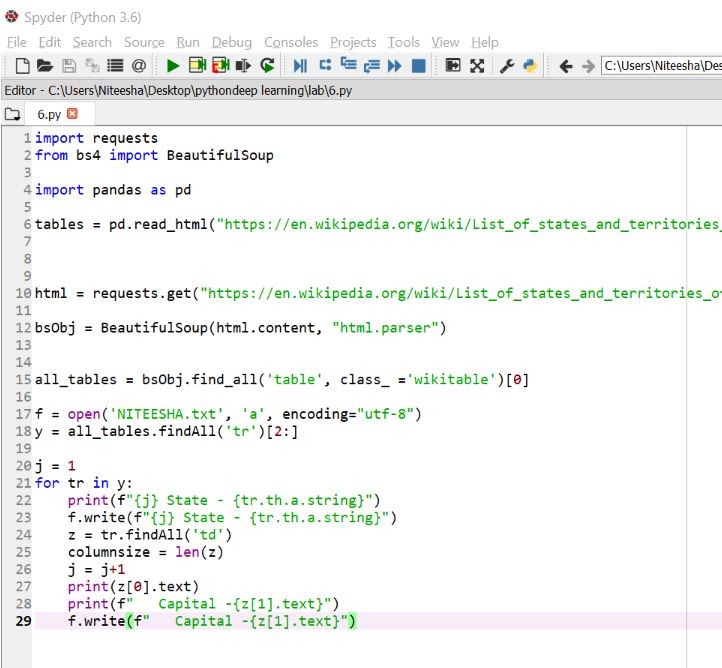 Spyder (Python 3.6)
File Edit Search Source Run Debug Consoles Projects Tools View Help
C:\Users\Niteesha\Des
Editor - C:\Users\Niteesha\Desktop\pythondeep learning\lab\6.py
6.py
1 import requests
2 from bs4 import BeautifulSoup
3
4 import pandas as pd
5
6 tables = pd.read_html("https://en.wikipedia.org/wiki/List_of_states_and_territories_
7
8
9
10 html = requests.get("https://en.wikipedia.org/wiki/List_of_states_and_territories_o
11
12 bsObj = BeautifulSoup(html.content, "html.parser")
13
14
15 all_tables = bsObj.find_all('table', class_ ='wikitable')[0]
16
17 f = open('NITEESHA.txt', 'a', encoding="utf-8")
18 y = all_tables.findAll('tr')[2:]
19
20 j = 1
21 for tr in y:
22     print(f"{j} State - {tr.th.a.string}")
23     f.write(f"{j} State - {tr.th.a.string}")
24     z = tr.findAll('td')
25     columnsize = len(z)
26     j = j+1
27     print(z[0].text)
28     print(f"   Capital -{z[1].text}")
29     f.write(f"   Capital -{z[1].text}")